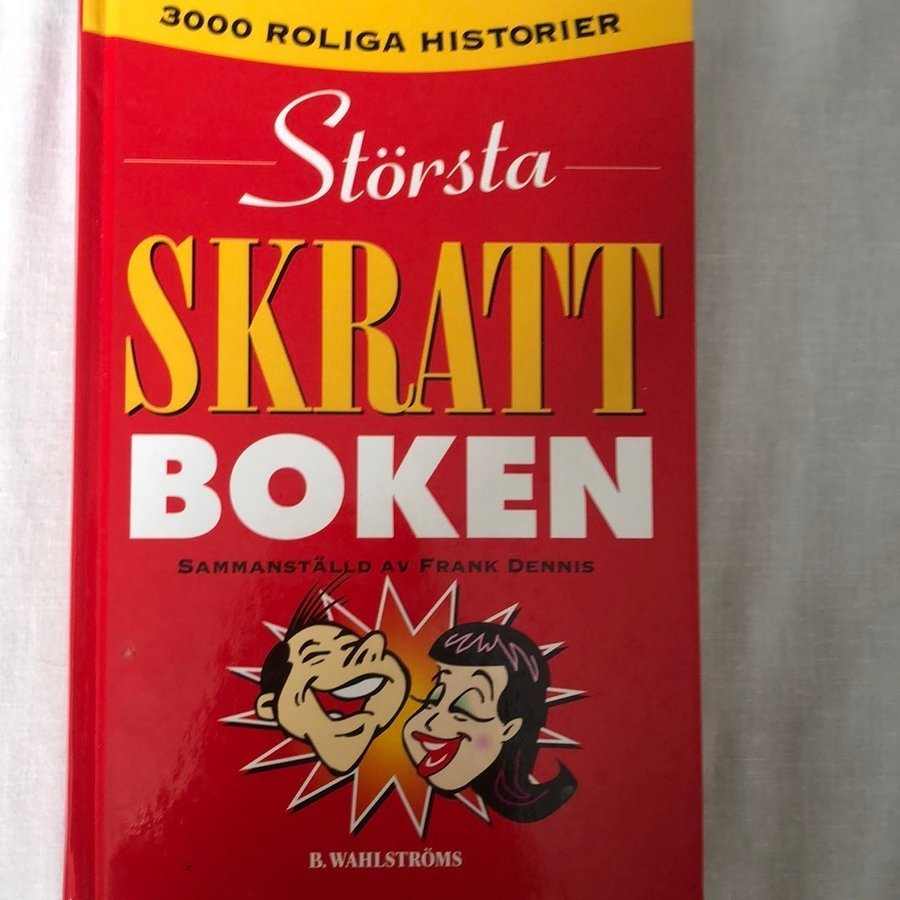 3000 ROLIGA HISTORIER
Största
SKRATT
BOKEN
SAMMANSTÄLLD AV FRANK DENNIS
B. WAHLSTRÖMS